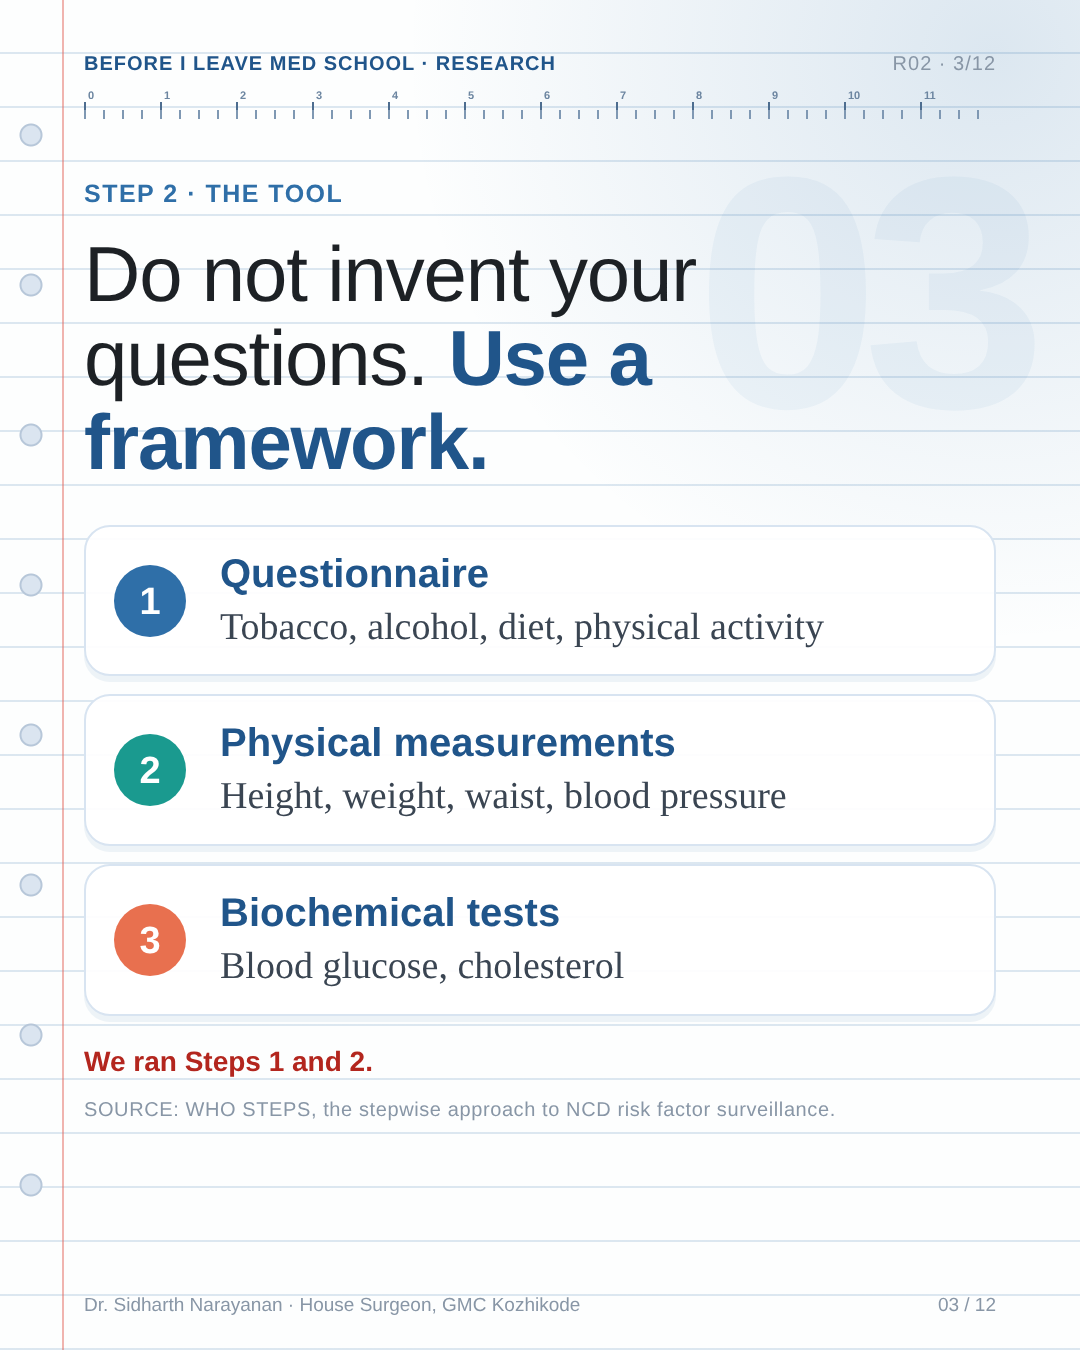 BEFORE I LEAVE MED SCHOOL · RESEARCH
R02 · 3/12
0 1 2 3 4 5 6 7 8 9 10 11
STEP 2 · THE TOOL
03
Do not invent your
questions. Use a
framework.
1
Questionnaire
Tobacco, alcohol, diet, physical activity
2
Physical measurements
Height, weight, waist, blood pressure
3
Biochemical tests
Blood glucose, cholesterol
We ran Steps 1 and 2.
SOURCE: WHO STEPS, the stepwise approach to NCD risk factor surveillance.
Dr. Sidharth Narayanan · House Surgeon, GMC Kozhikode
03 / 12